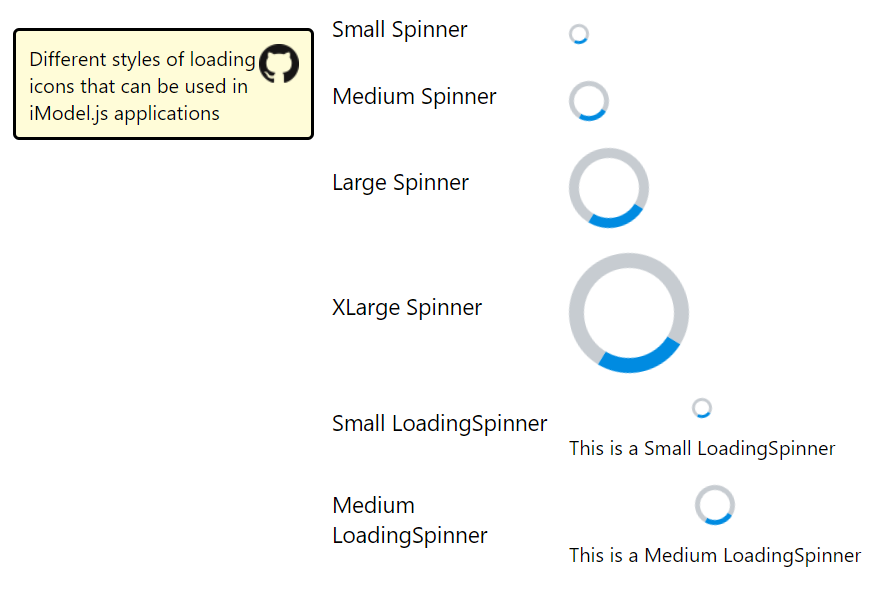 Different styles of loading
icons that can be used in
iModel.js applications
Small Spinner
Medium Spinner
Large Spinner
XLarge Spinner
Small LoadingSpinner
This is a Small LoadingSpinner
Medium
LoadingSpinner
This is a Medium LoadingSpinner